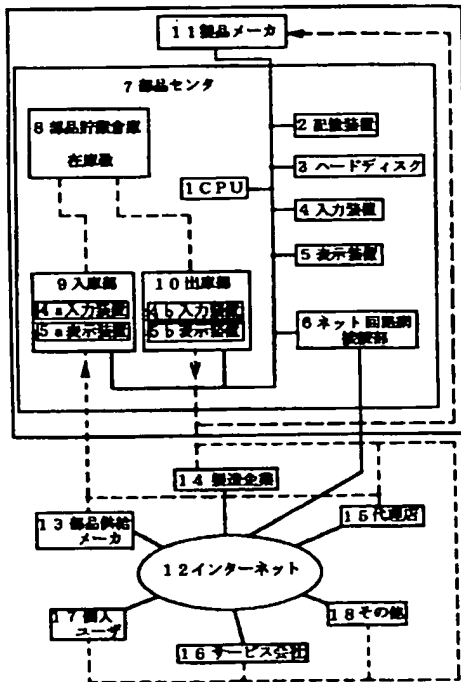 11製品メーカ
7部品センタ
8部品貯蔵倉庫
在庫数
2記憶装置
3ハードディスク
1CPU
4入力装置
5表示装置
9入庫部
4a入力装置
5a表示装置
10出庫部
4b入力装置
5b表示装置
6ネット回路網
接続部
14製造企業
13部品供給
メーカ
15代理店
12インターネット
17個人
ユーザ
18その他
16サービス会社